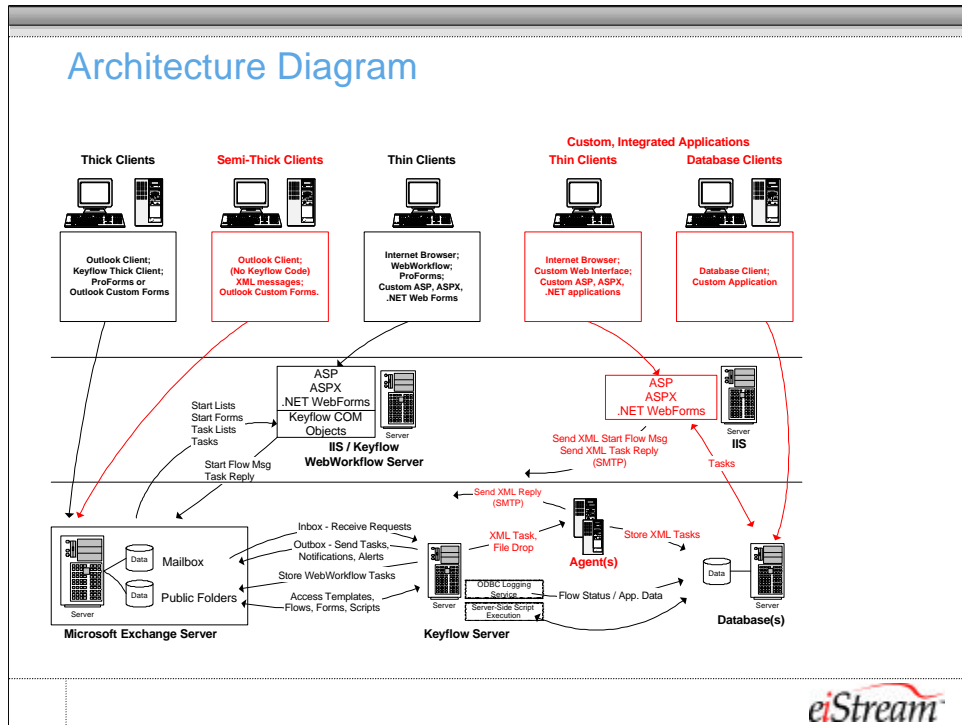 Architecture Diagram
Custom, Integrated Applications
Thick Clients
Semi-Thick Clients
Thin Clients
Thin Clients
Database Clients
Outlook Client;
Keyflow Thick Client;
ProForms or
Outlook Custom Forms
Outlook Client;
(No Keyflow Code)
XML messages;
Outlook Custom Forms.
Internet Browser;
WebWorkflow;
ProForms;
Custom ASP, ASPX,
.NET Web Forms
Internet Browser;
Custom Web Interface;
Custom ASP, ASPX,
.NET applications
Database Client;
Custom Application
ASP
ASPX
.NET WebForms
Keyflow COM
Objects
Server
IIS / Keyflow
WebWorkflow Server
ASP
ASPX
.NET WebForms
Server
IIS
Start Lists
Start Forms
Task Lists
Tasks
Start Flow Msg
Task Reply
Send XML Start Flow Msg
Send XML Task Reply
(SMTP)
Tasks
Send XML Reply
(SMTP)
Inbox - Receive Requests
Outbox - Send Tasks,
Notifications, Alerts
Store WebWorkflow Tasks
Access Templates,
Flows, Forms, Scripts
XML Task,
File Drop
Agent(s)
Store XML Tasks
Data
Mailbox
Data
Public Folders
Server
Microsoft Exchange Server
Server
ODBC Logging
Service
Server-Side Script
Execution
Keyflow Server
Flow Status / App. Data
Data
Server
Database(s)
eiStream